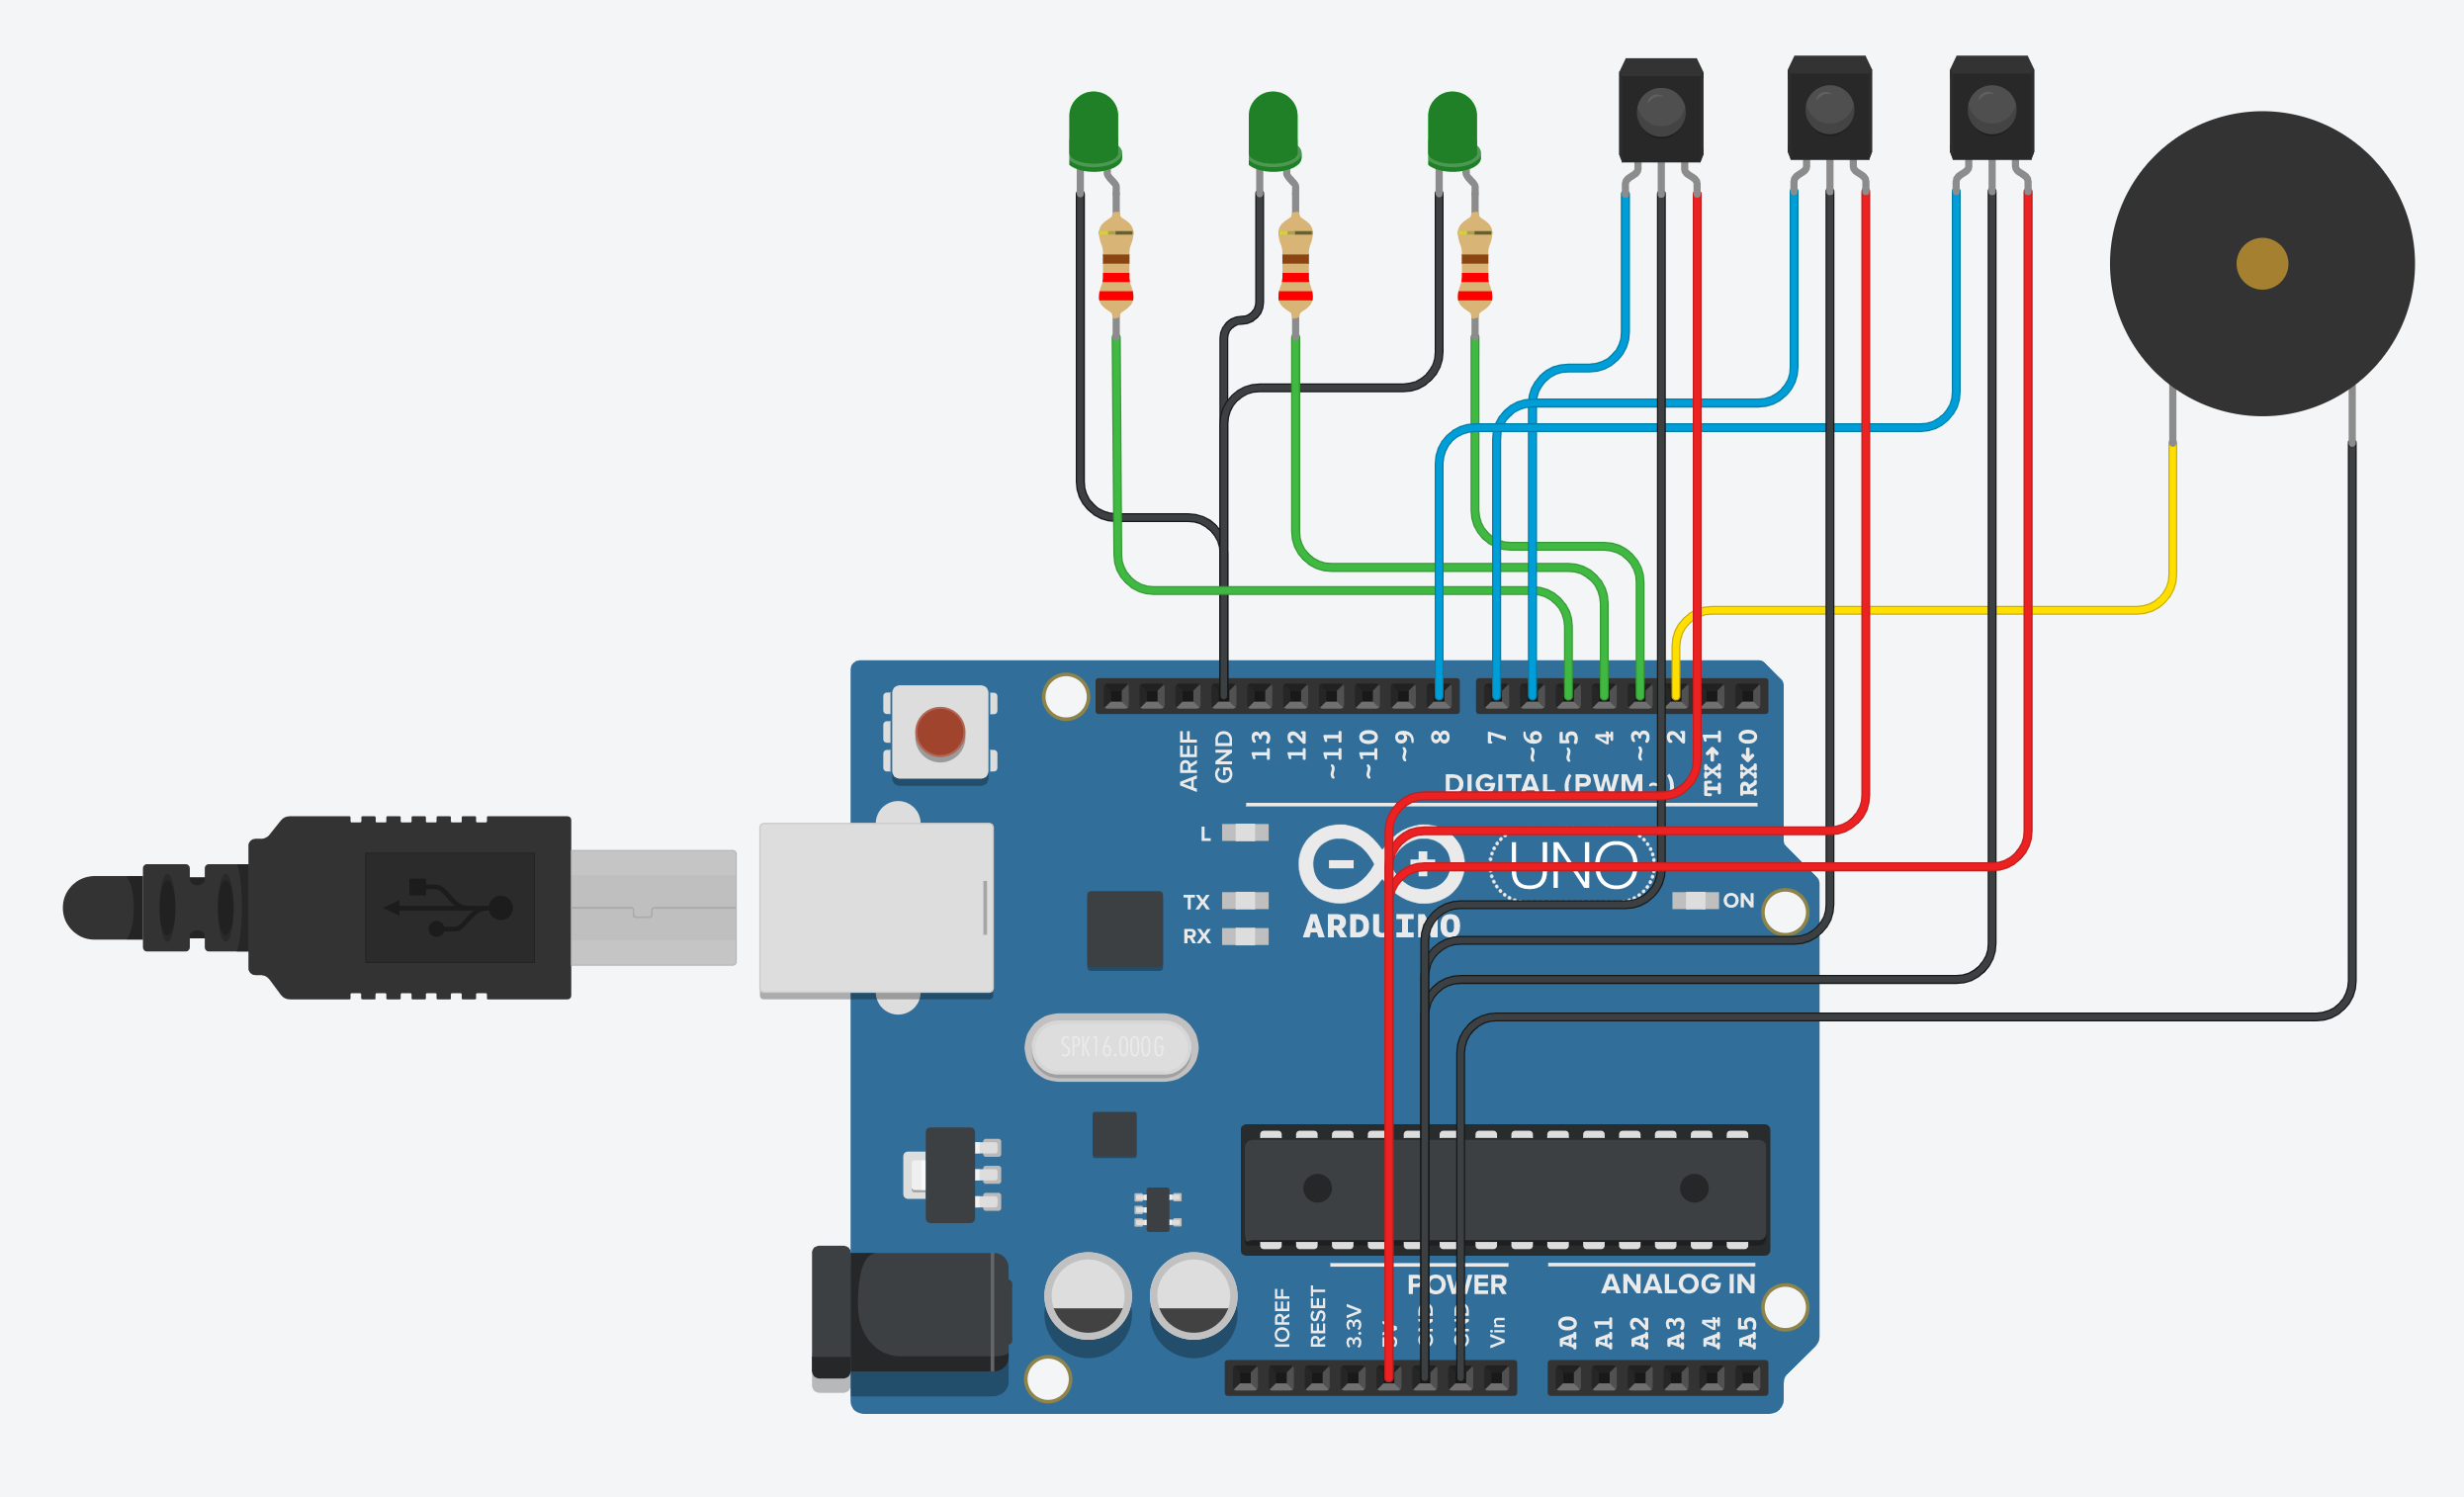 AREF
GND
13
12
~11
~10
~9
8
7
~6
~5
4
~3
2
TX→1
RX←0
DIGITAL (PWM~)
L
TX
RX
ARDUINO
UNO
ON
SPK16.000G
POWER
ANALOG IN
IOREF
RESET
3.3V
5V
GND
GND
Vin
A0
A1
A2
A3
A4
A5